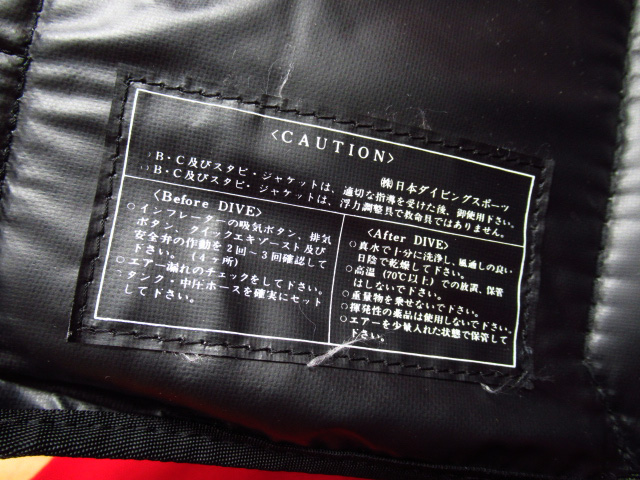 <CAUTION>
㈱日本ダイビングスポーツ
○B・C及びスタビ・ジャケットは、適切な指導を受けた後、御使用下さい。
○B・C及びスタビ・ジャケットは、浮力調整具で救命具ではありません。
<Before DIVE>
○インフレーターの吸気ボタン、排気
ボタン、クイックエキゾースト及び
安全弁の作動を2回~3回確認して
下さい。(4ヶ所)
○エアー漏れのチェックをして下さい。
○タンク・中圧ホースを確実にセット
して下さい。
<After DIVE>
○真水で十分に洗浄し、風通しの良い
日陰で乾燥して下さい。
○高温(70℃以上)での放置、保管
はしないで下さい。
○重量物を乗せないで下さい。
○揮発性の薬品は使用しないで下さい。
○エアーを少量入れた状態で保管して
下さい。